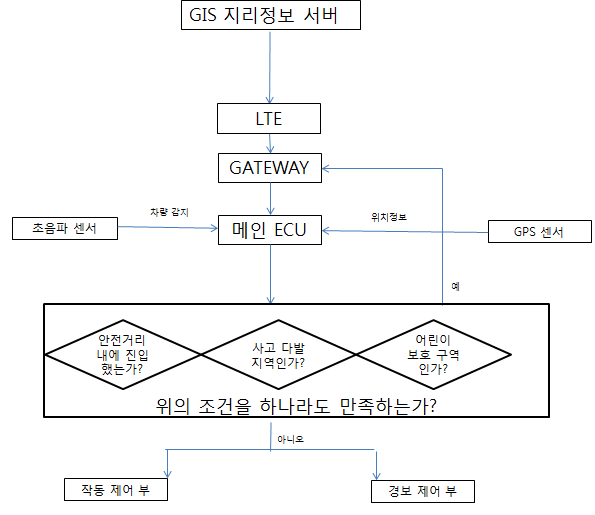 GIS 지리정보 서버
LTE
GATEWAY
차량 감지
위치정보
초음파 센서
메인 ECU
GPS 센서
예
안전거리
내에 진입
했는가?
사고 다발
지역인가?
어린이
보호 구역
인가?
위의 조건을 하나라도 만족하는가?
아니오
작동 제어 부
경보 제어 부